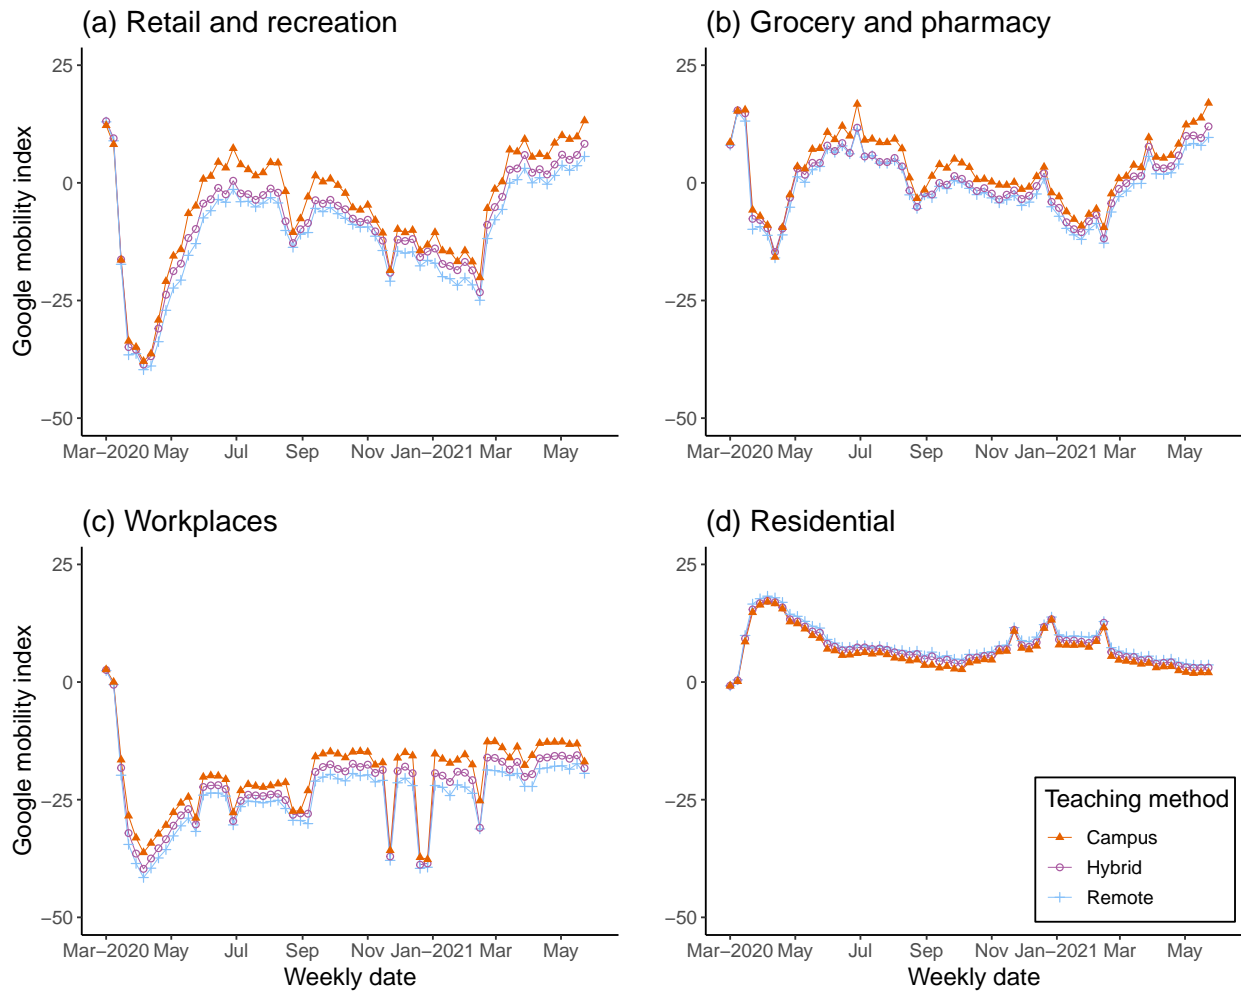 (a) Retail and recreation
(b) Grocery and pharmacy
Google mobility index
25
0
−25
−50
Mar−2020 May Jul Sep Nov Jan−2021 Mar May
25
0
−25
−50
Mar−2020 May Jul Sep Nov Jan−2021 Mar May
(c) Workplaces
(d) Residential
Google mobility index
25
0
−25
−50
Mar−2020 May Jul Sep Nov Jan−2021 Mar May
Weekly date
25
0
−25
−50
Teaching method
Campus
Hybrid
Remote
Mar−2020 May Jul Sep Nov Jan−2021 Mar May
Weekly date